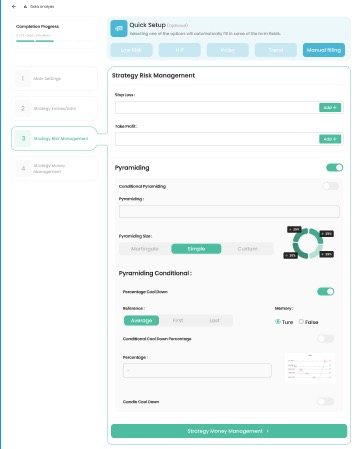 Data analysis
Completion Progress
Quick Setup (Optional)
Selecting one of the options will automatically fill in some of the form fields.
Low Risk
Trend
Manual filling
1 Main Settings
2 Strategy Entries/Exits
3 Strategy Risk Management
4 Strategy Money
Management
Strategy Risk Management
Stop Loss :
Add +
Take Profit :
Add +
Pyramiding
Conditional Pyramiding
Pyramiding :
Pyramiding Size :
Martingale
Simple
Custom
Pyramiding Conditional :
Percentage Cool Down
Reference :
Memory :
Average
First
Last
Ture
False
Conditional Cool Down Percentage
Percentage :
Candle Cool Down
Strategy Money Management >